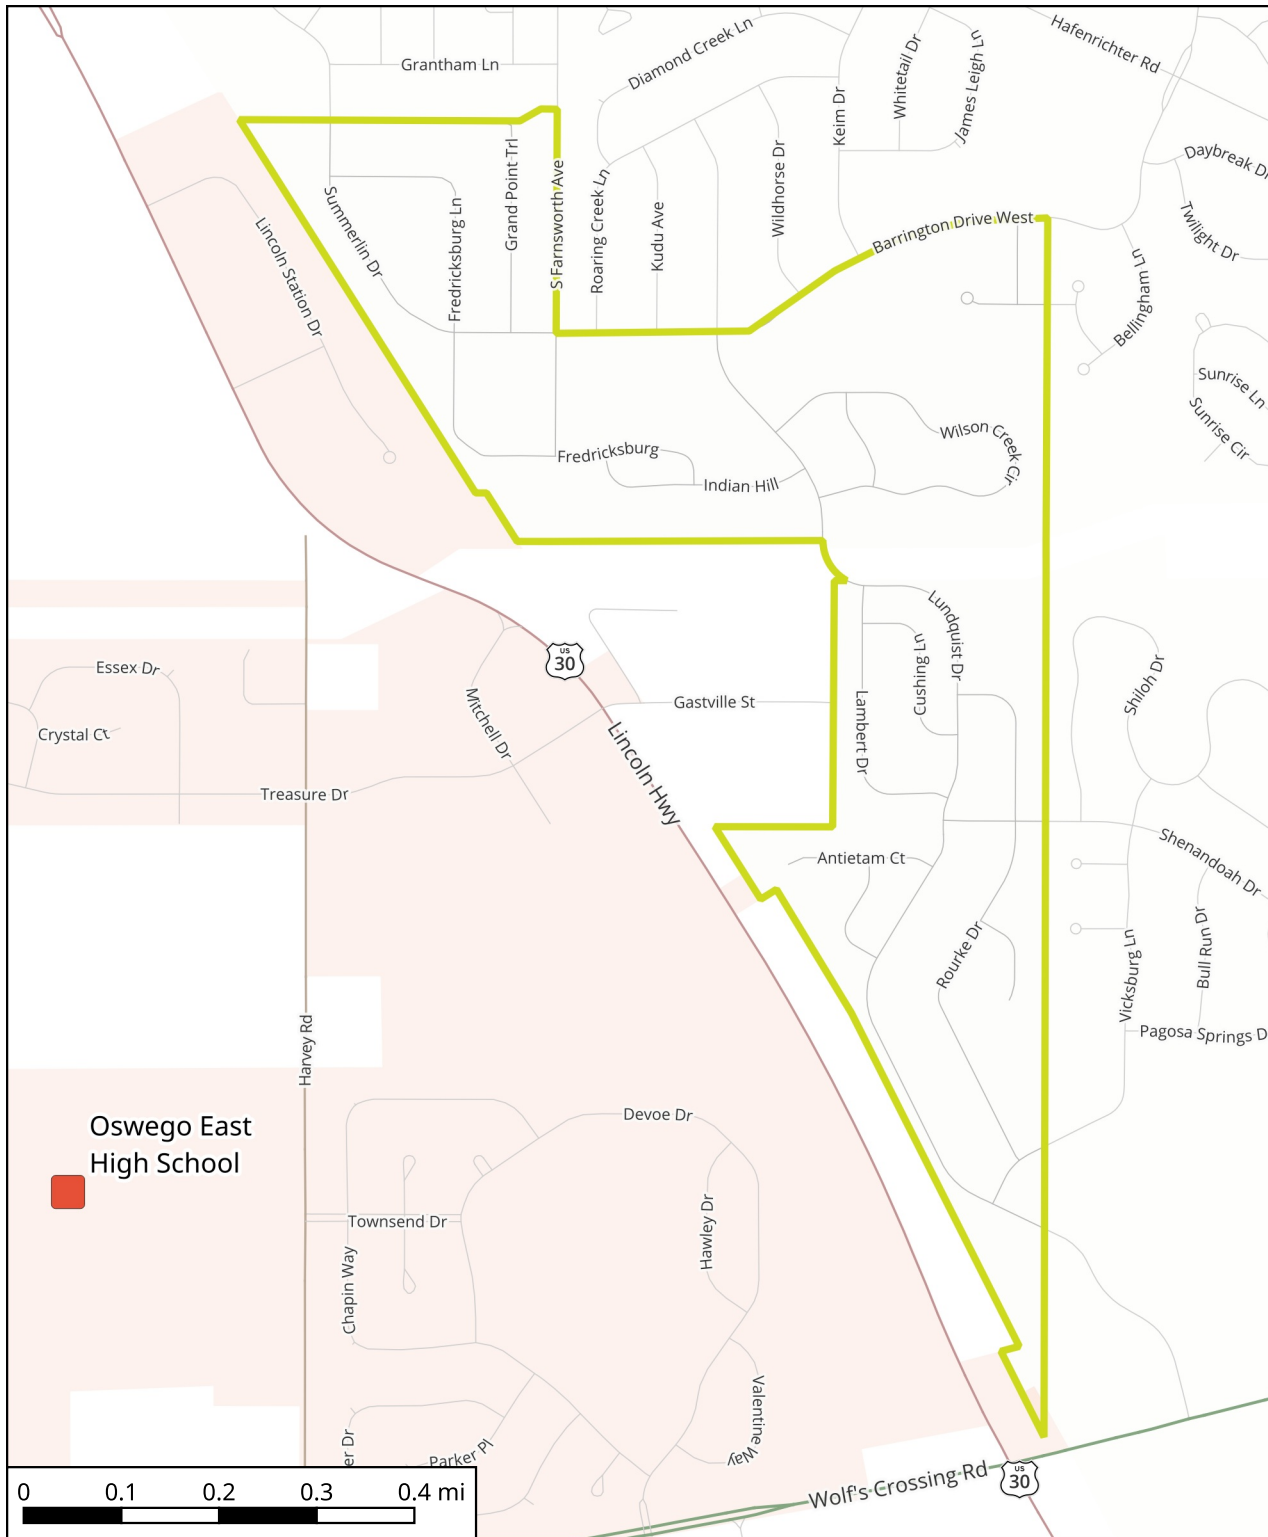 Grantham Ln
Diamond Creek Ln
Whitetail Dr
James Leigh Ln
Hafenrichter Rd
Keim Dr
Daybreak Dr
Twilight Dr
Grand Point Trl
S Farnsworth Ave
Roaring Creek Ln
Kudu Ave
Wildhorse Dr
Barrington Drive West
Summerlin Dr
Fredricksburg Ln
Lincoln Station Dr
Bellingham Ln
Sunrise Ln
Sunrise Cir
Wilson Creek Cir
Fredricksburg
Indian Hill
Lundquist Dr
Cushing Ln
Lambert Dr
Shiloh Dr
US
30
Essex Dr
Crystal Ct
Mitchell Dr
Gastville St
Lincoln Hwy
Treasure Dr
Antietam Ct
Shenandoah Dr
Bull Run Dr
Vicksburg Ln
Rourke Dr
Pagosa Springs D
Harvey Rd
Oswego East
High School
Devoe Dr
Hawley Dr
Townsend Dr
Chapin Way
Valentine Way
er Dr
Parker Pl
Wolf's Crossing Rd
US
30
0 0.1 0.2 0.3 0.4 mi